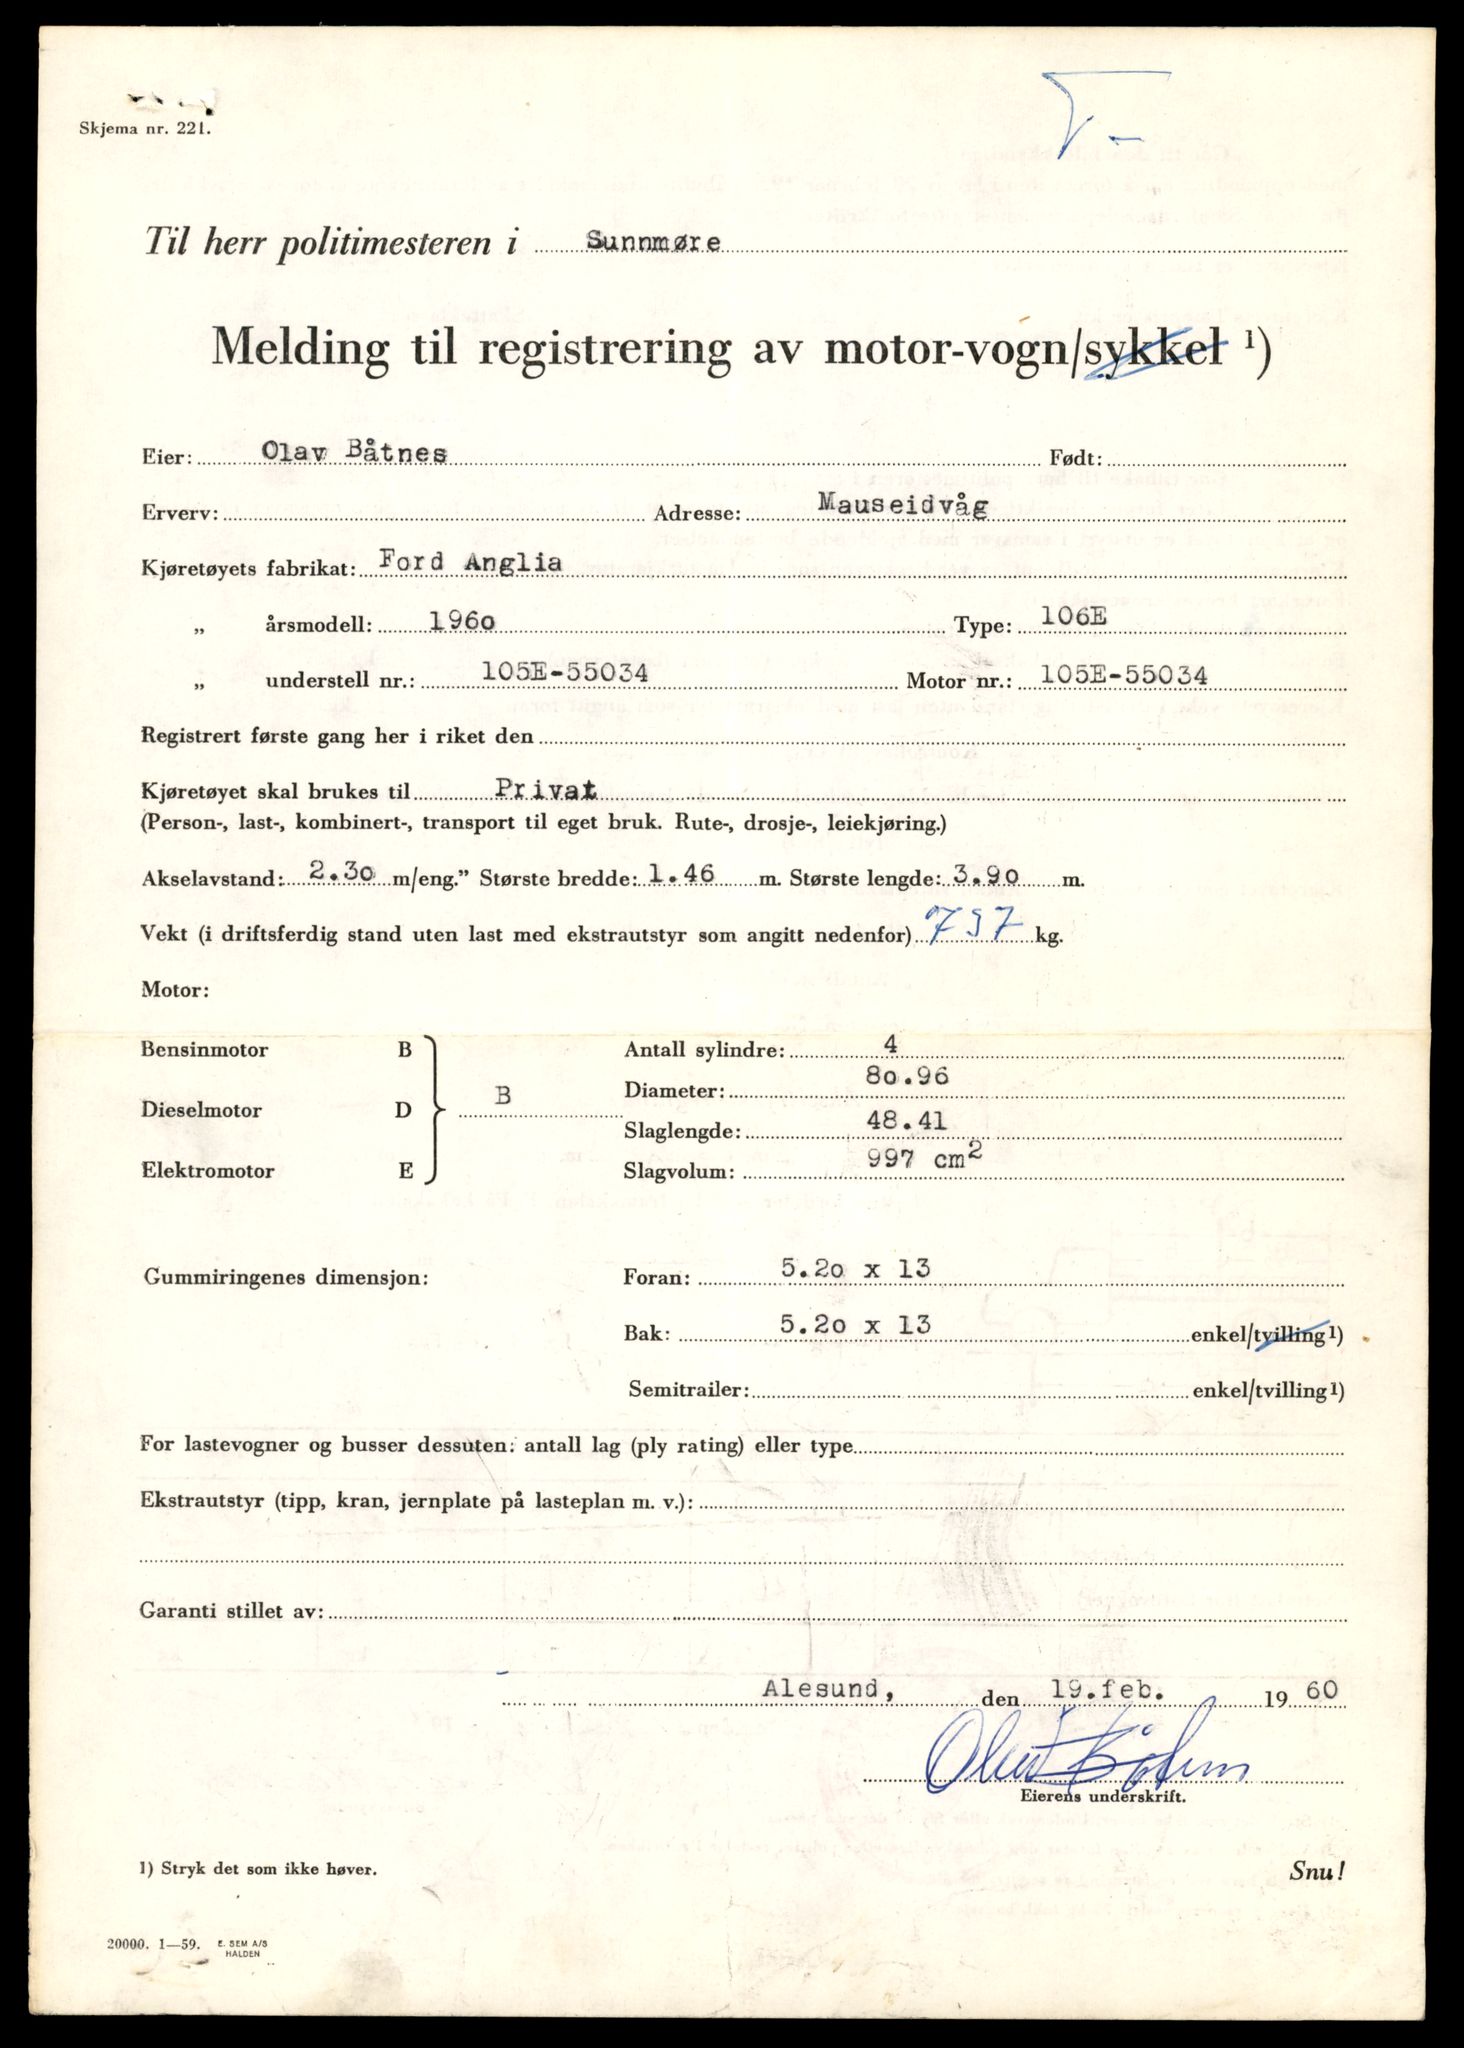 Skjema nr. 221.
Til herr politimesteren i Sunnmøre
Melding til registrering av motor-vogn/sykkel 1)
Eier: Olav Båtnes Født:
Erverv: Adresse: Mauseidvåg
Kjøretøyets fabrikat: Ford Anglia
„ årsmodell: 1960 Type: 106E
„ understell nr.: 105E-55034 Motor nr.: 105E-55034
Registrert første gang her i riket den
Kjøretøyet skal brukes til Privat
(Person-, last-, kombinert-, transport til eget bruk. Rute-, drosje-, leiekjøring.)
Akselavstand: 2.30 m/eng.” Største bredde: 1.46 m. Største lengde: 3.90 m.
Vekt (i driftsferdig stand uten last med ekstrautstyr som angitt nedenfor) 737 kg.
Motor:
Bensinmotor B Antall sylindre: 4
Diameter: 80.96
Dieselmotor D B
Slaglengde: 48.41
Elektromotor E Slagvolum: 997 cm2
Gummiringenes dimensjon: Foran: 5.20 x 13
Bak: 5.20 x 13 enkel/tvilling1)
Semitrailer: enkel/tvilling1)
For lastevogner og busser dessuten: antall lag (ply rating) eller type
Ekstrautstyr (tipp, kran, jernplate på lasteplan m. v.):
Garanti stillet av:
Alesund, den 19.feb. 1960
Eierens underskrift.
1) Stryk det som ikke høver. Snu!
20000. 1—59. E. SEM A/S
HALDEN